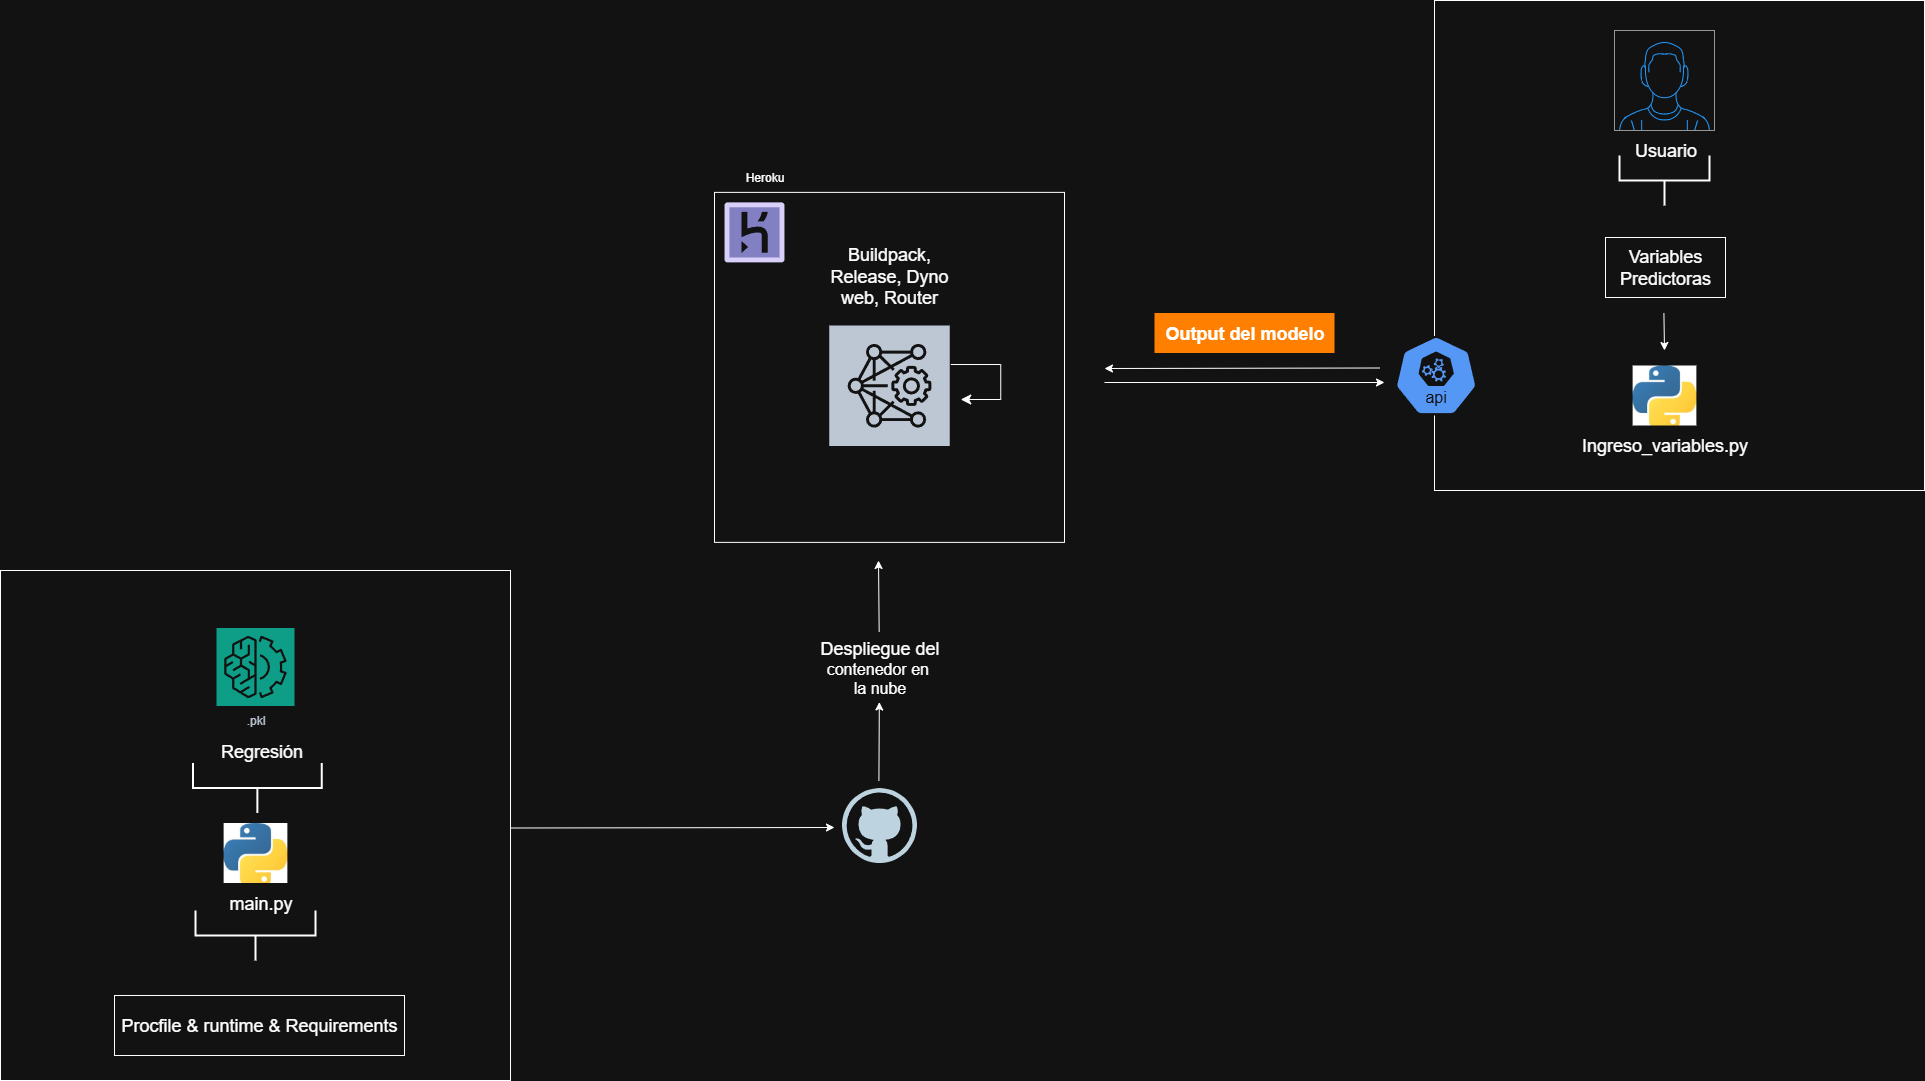 Usuario
Heroku
Variables
Predictoras
Buildpack,
Release, Dyno
web, Router
Output del modelo
api
Ingreso_variables.py
Despliegue del
contenedor en
la nube
.pkl
Regresión
main.py
Procfile & runtime & Requirements